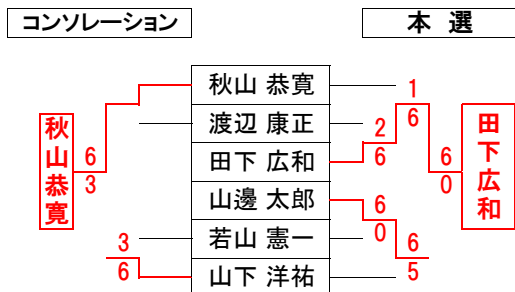 コンソレーション
本 選
秋山 恭寛
渡辺 康正
田下 広和
山邊 太郎
若山 憲一
山下 洋祐
秋山恭寛
6
3
3
6
1
6
2
6
6
0
6
5
6
0
田下広和